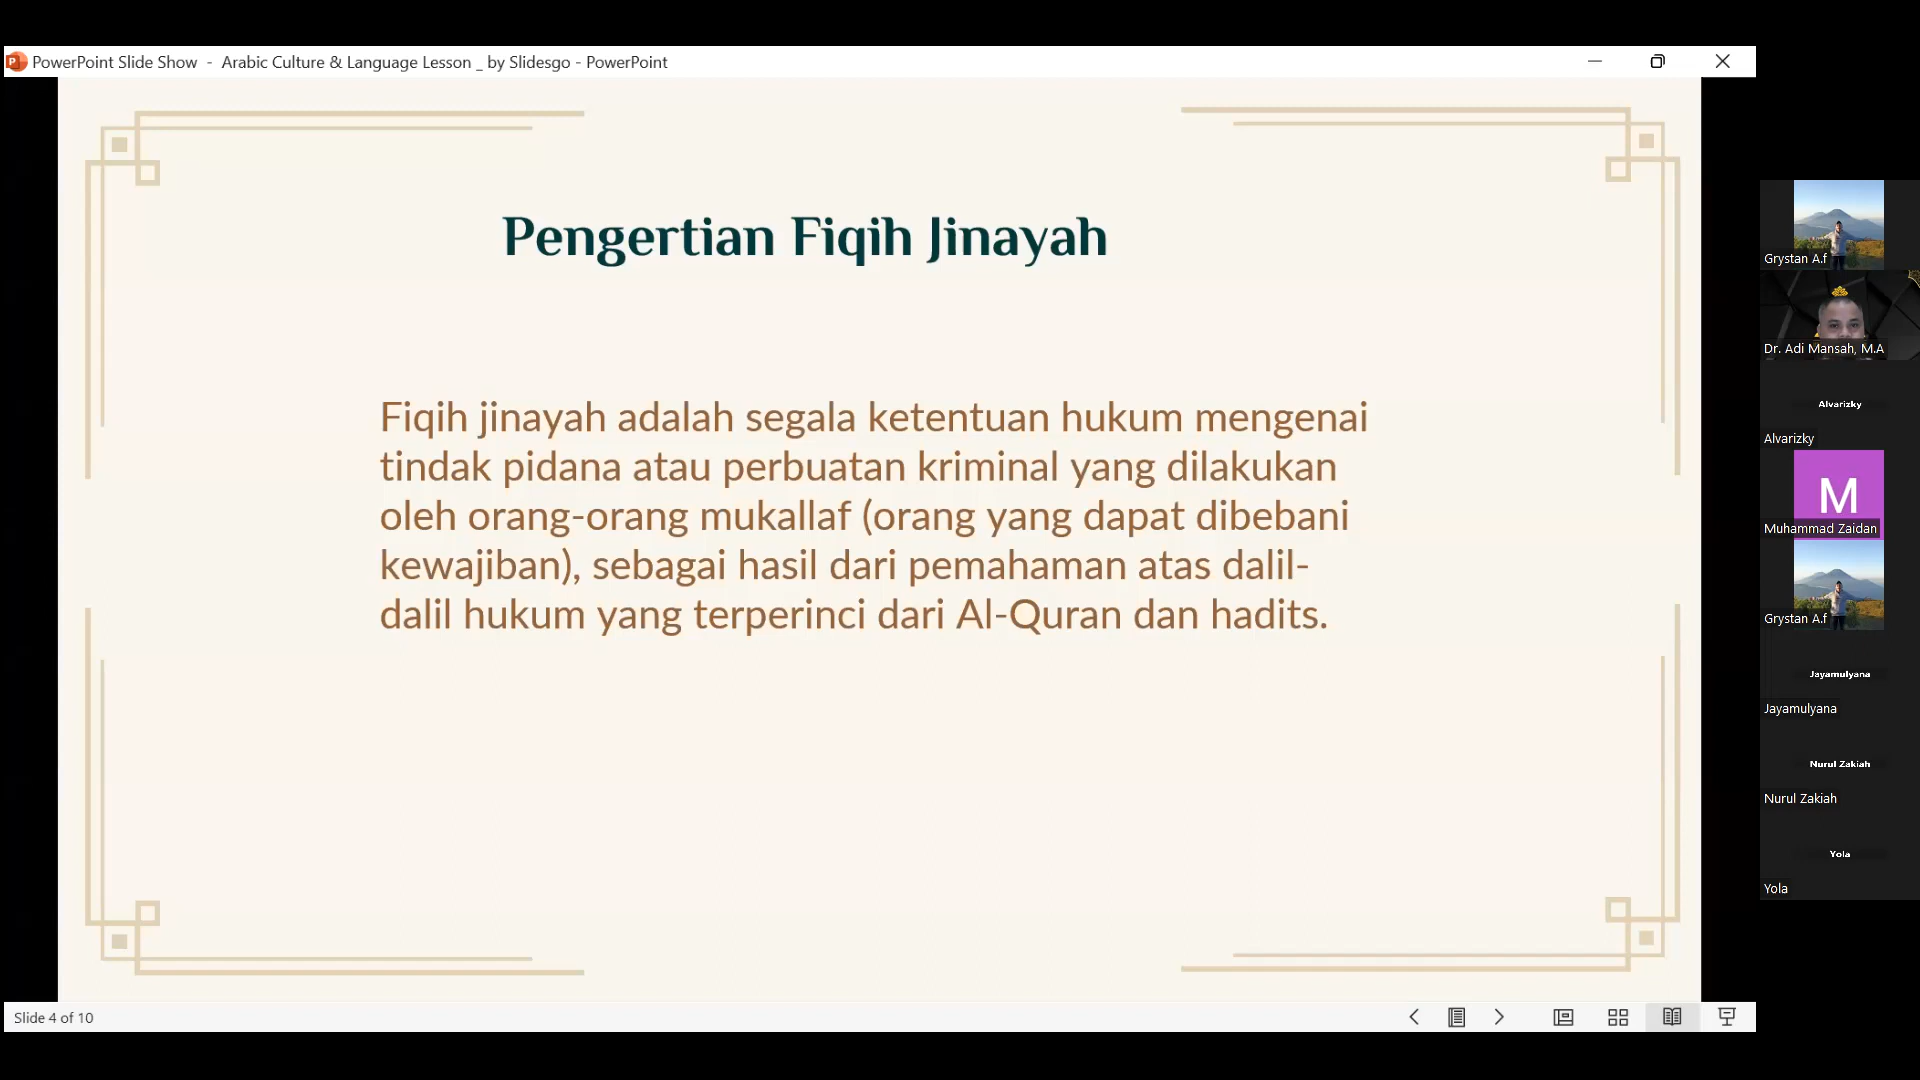 PowerPoint Slide Show - Arabic Culture & Language Lesson _ by Slidesgo - PowerPoint
Pengertian Fiqih Jinayah
Fiqih jinayah adalah segala ketentuan hukum mengenai
tindak pidana atau perbuatan kriminal yang dilakukan
oleh orang-orang mukallaf (orang yang dapat dibebani
kewajiban), sebagai hasil dari pemahaman atas dalil-
dalil hukum yang terperinci dari Al-Quran dan hadits.
Slide 4 of 10
Grystan A.f
Dr. Adi Mansah, M.A
Alvarizky
Alvarizky
M
Muhammad Zaidan
Grystan A.f
Jayamulyana
Jayamulyana
Nurul Zakiah
Nurul Zakiah
Yola
Yola